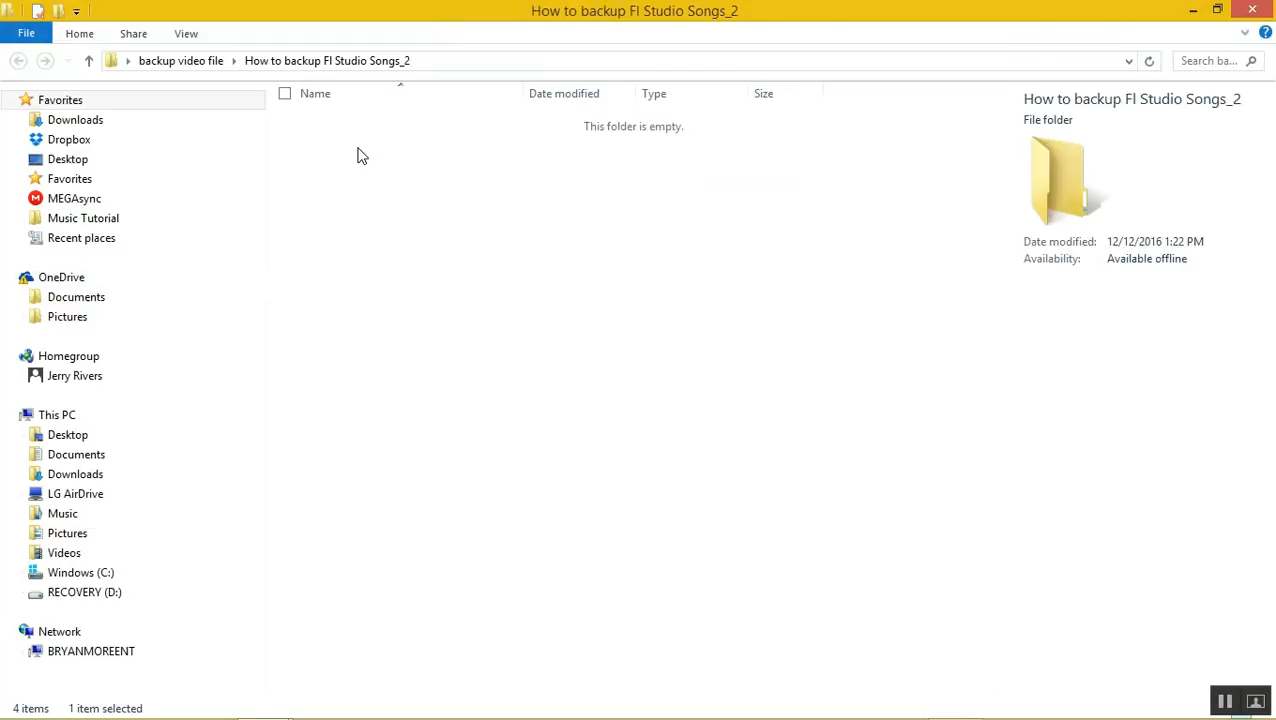 How to backup Fl Studio Songs_2
File Home Share View
backup video file How to backup Fl Studio Songs_2 Search ba...
Name Date modified Type Size
This folder is empty.
Favorites
Downloads
Dropbox
Desktop
Favorites
MEGAsync
Music Tutorial
Recent places
OneDrive
Documents
Pictures
Homegroup
Jerry Rivers
This PC
Desktop
Documents
Downloads
LG AirDrive
Music
Pictures
Videos
Windows (C:)
RECOVERY (D:)
Network
BRYANMOREENT
How to backup Fl Studio Songs_2
File folder
Date modified: 12/12/2016 1:22 PM
Availability: Available offline
4 items 1 item selected